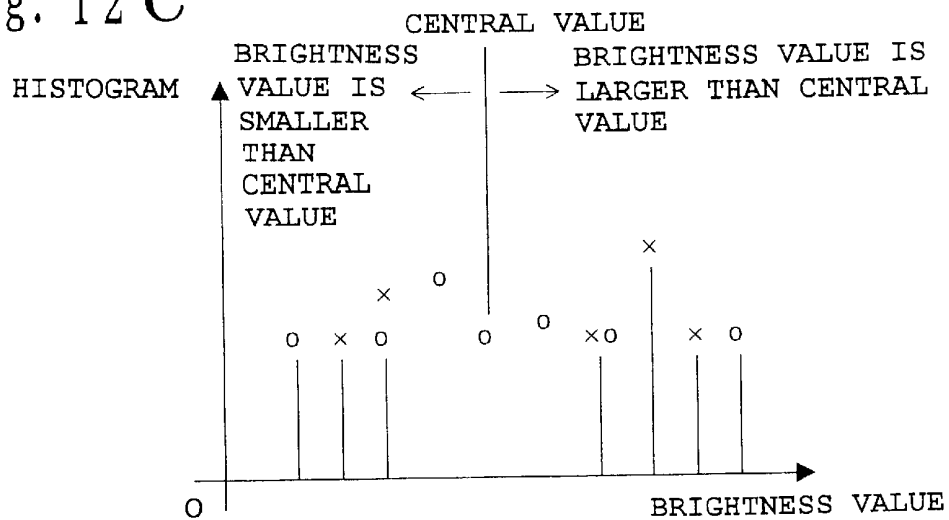 g. 12C
CENTRAL VALUE
BRIGHTNESS
VALUE IS
SMALLER
THAN
CENTRAL
VALUE
BRIGHTNESS VALUE IS
LARGER THAN CENTRAL
VALUE
HISTOGRAM
×
o
×
o × o
o
o
×o
× o
O
BRIGHTNESS VALUE